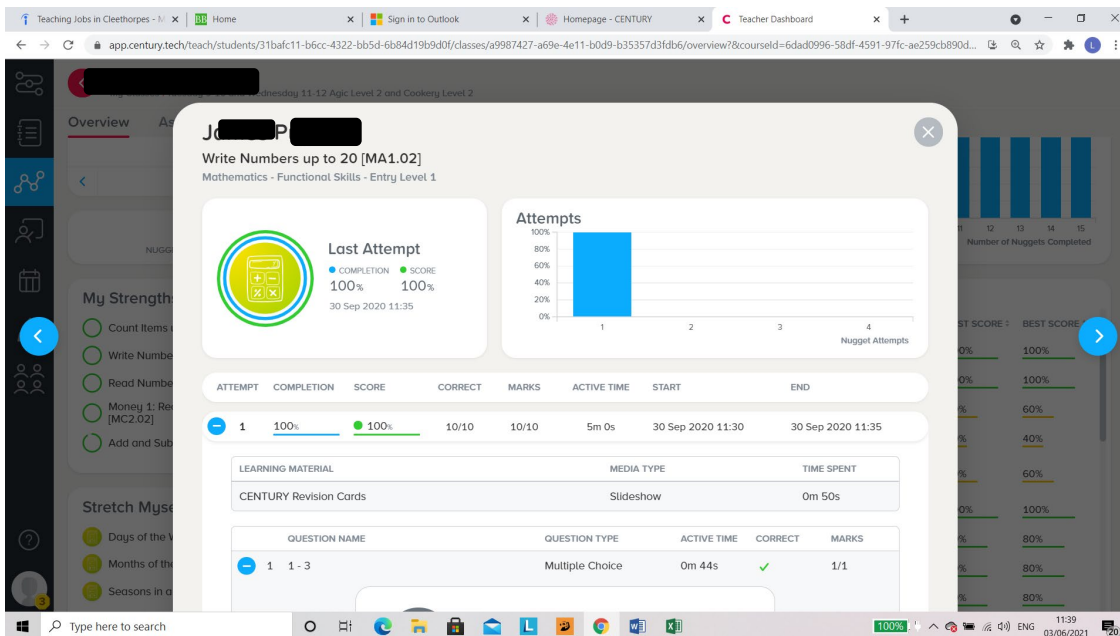 Teaching Jobs in Cleethorpes - M
BB Home
Sign in to Outlook
Homepage - CENTURY
C Teacher Dashboard
app.century.tech/teach/students/31bafc11-b6cc-4322-bb5d-6b84d19b9d0f/classes/a9987427-a69e-4e11-b0d9-b35357d3fdb6/overview?&courseId=6dad0996-58df-4591-97fc-ae259cb890d...
L
Wednesday 11-12 Agic Level 2 and Cookery Level 2
Overview As
J P
Write Numbers up to 20 [MA1.02]
Mathematics - Functional Skills - Entry Level 1
Last Attempt
COMPLETION SCORE
100% 100%
30 Sep 2020 11:35
Attempts
100%
80%
60%
40%
20%
0%
1 2 3 4
Nugget Attempts
11 12 13 14 15
Number of Nuggets Completed
NUGG
My Strength
Count Items
Write Numbe
Read Numbe
Money 1: Re
[MC2.02]
Add and Sub
Stretch Myse
Days of the
Months of the
Seasons in a
ST SCORE BEST SCORE
0% 100%
0% 100%
% 60%
% 40%
% 60%
0% 100%
% 80%
% 80%
% 80%
ATTEMPT COMPLETION SCORE CORRECT MARKS ACTIVE TIME START END
1 100% 100% 10/10 10/10 5m 0s 30 Sep 2020 11:30 30 Sep 2020 11:35
LEARNING MATERIAL MEDIA TYPE TIME SPENT
CENTURY Revision Cards Slideshow 0m 50s
QUESTION NAME QUESTION TYPE ACTIVE TIME CORRECT MARKS
1 1 - 3 Multiple Choice 0m 44s 1/1
3
Type here to search
L
100%
ENG
11:39
03/06/2021